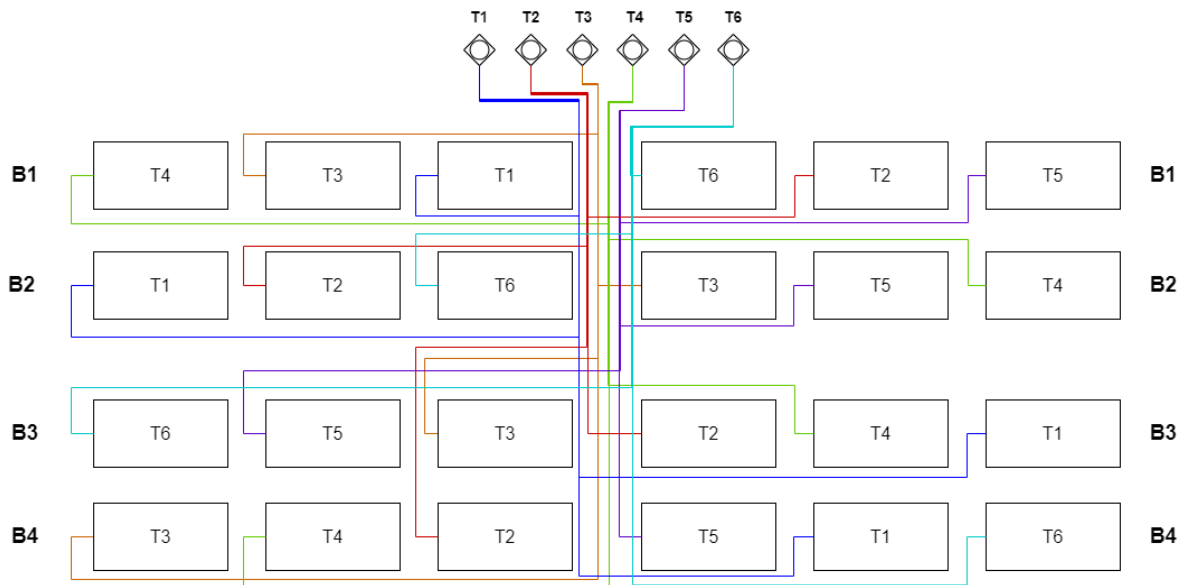 T1 T2 T3 T4 T5 T6
B1 T4 T3 T1 T6 T2 T5 B1
B2 T1 T2 T6 T3 T5 T4 B2
B3 T6 T5 T3 T2 T4 T1 B3
B4 T3 T4 T2 T5 T1 T6 B4